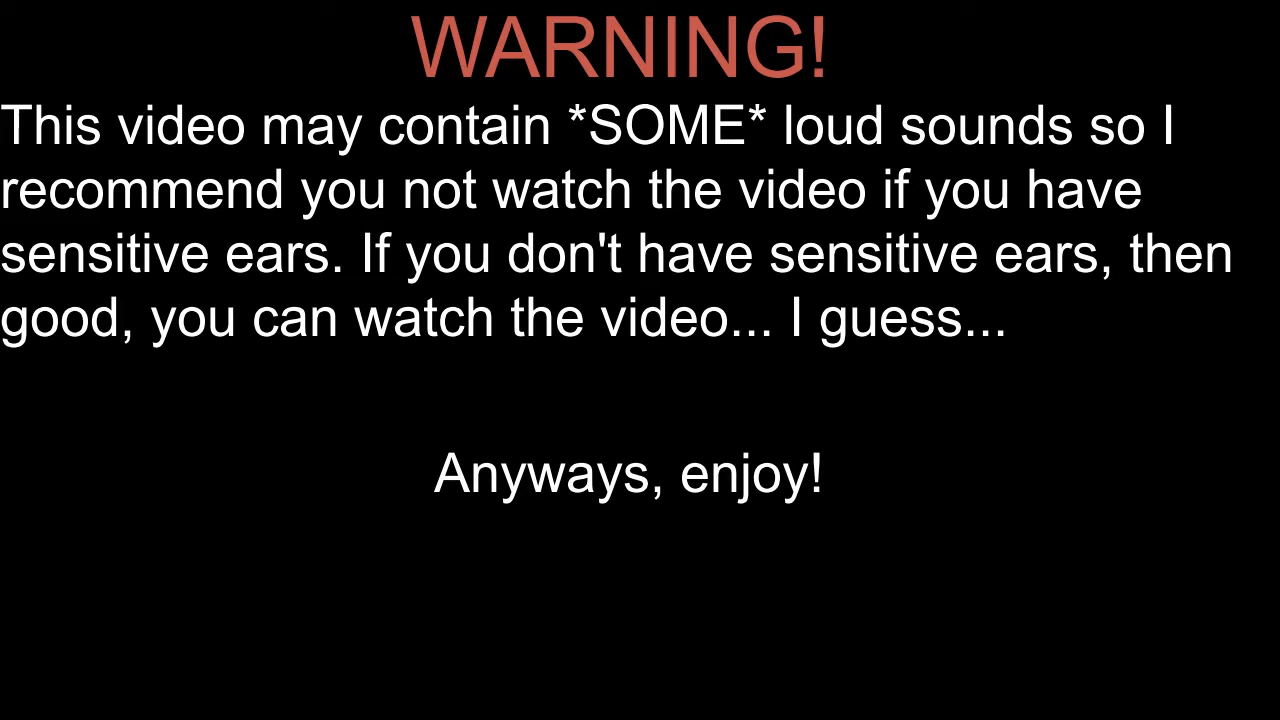 WARNING!
This video may contain *SOME* loud sounds so I
recommend you not watch the video if you have
sensitive ears. If you don't have sensitive ears, then
good, you can watch the video... I guess...
Anyways, enjoy!